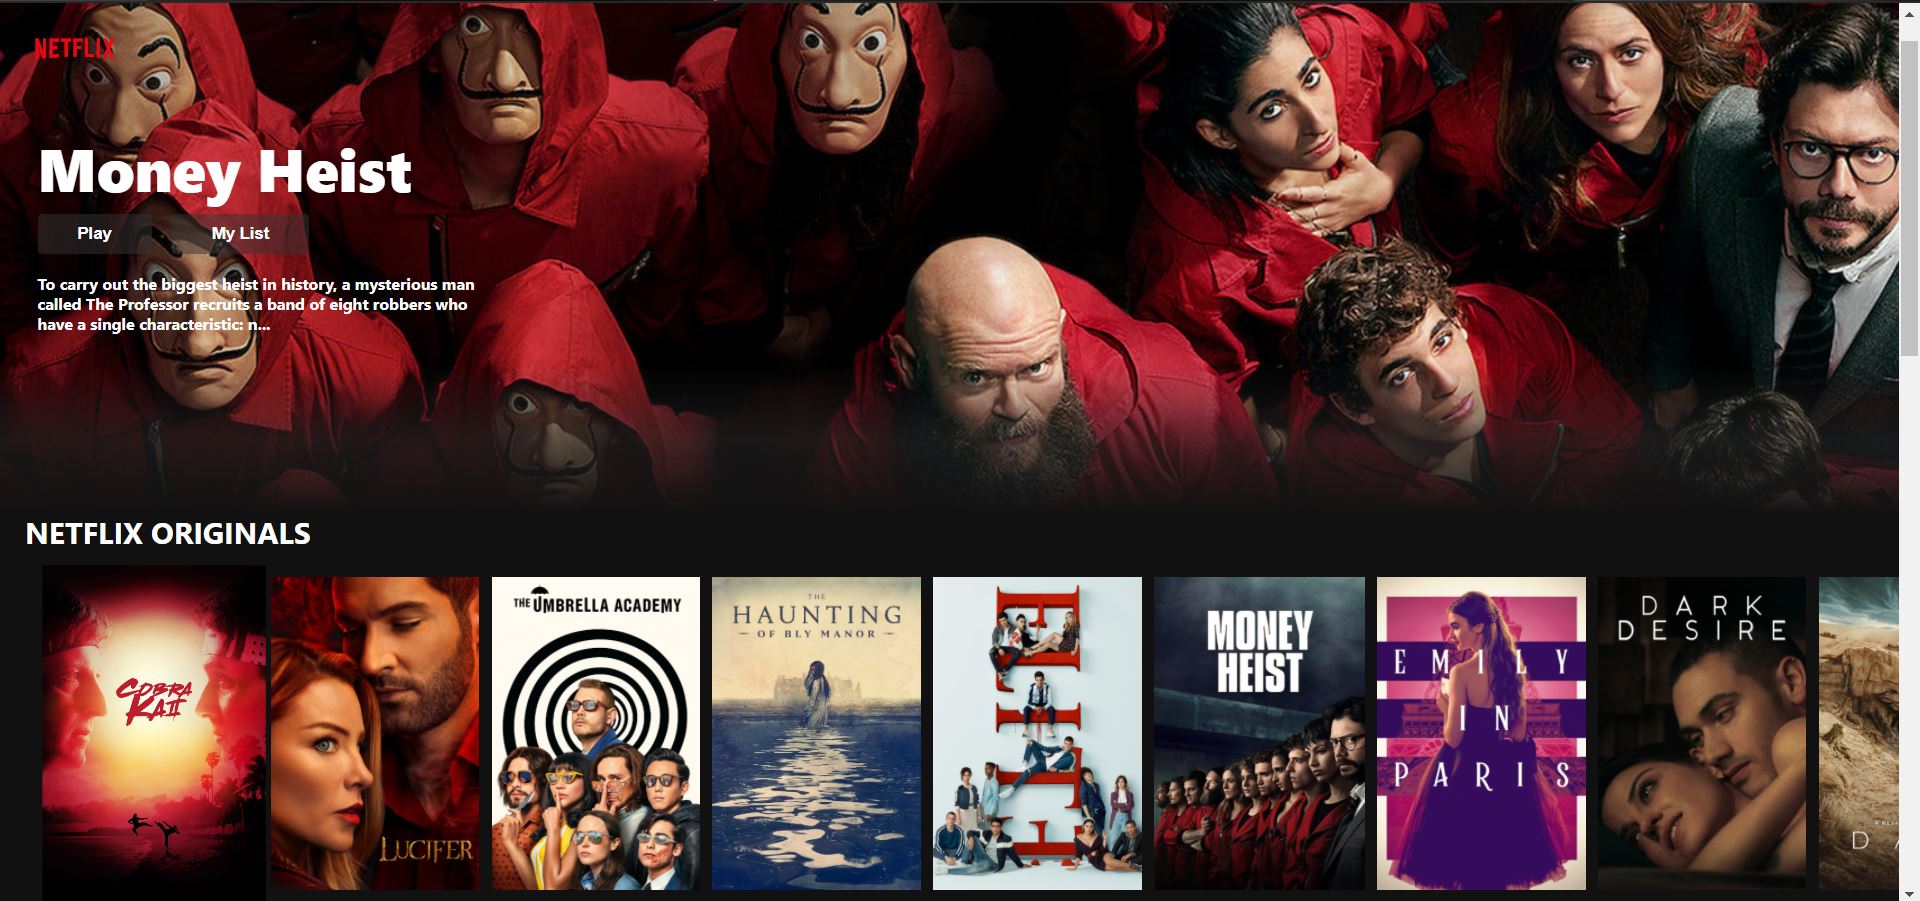 NETFLIX
Money Heist
Play
My List
To carry out the biggest heist in history, a mysterious man
called The Professor recruits a band of eight robbers who
have a single characteristic: n...
NETFLIX ORIGINALS
COBRA
KAI
LUCIFER
THE UMBRELLA ACADEMY
THE
HAUNTING
OF BLY MANOR
ELITE
MONEY
HEIST
EMILY
IN
PARIS
DARK
DESIRE
D